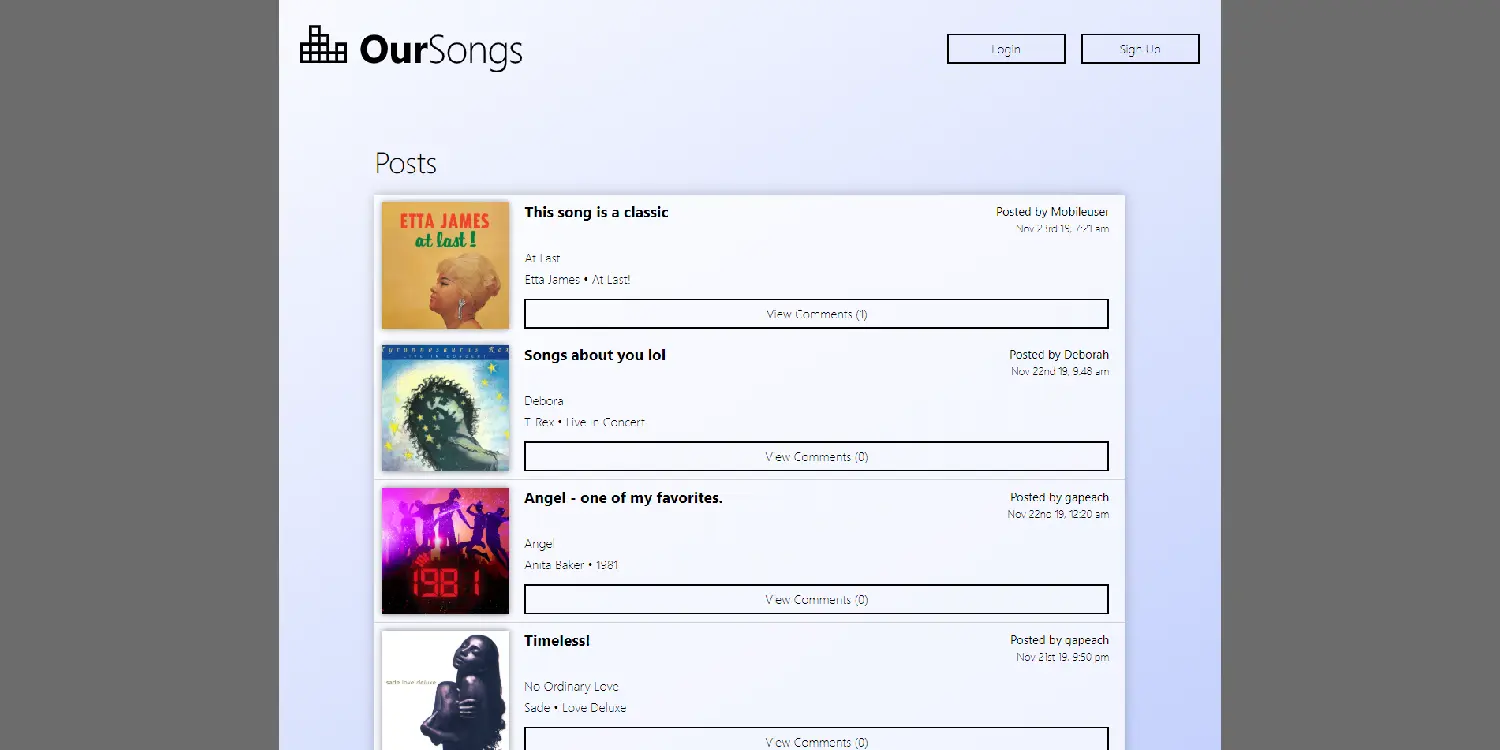 OurSongs
Login
Sign Up
Posts
ETTA JAMES
at last!
This song is a classic
Posted by Mobileuser
Nov 23rd 19, 7:21 am
At Last
Etta James • At Last!
View Comments (1)
Songs about you lol
Posted by Deborah
Nov 22nd 19, 9:48 am
Debora
T. Rex • Live In Concert
View Comments (0)
1981
Angel - one of my favorites.
Posted by gapeach
Nov 22nd 19, 12:20 am
Angel
Anita Baker • 1981
View Comments (0)
sade love deluxe
Timeless!
Posted by gapeach
Nov 21st 19, 9:50 pm
No Ordinary Love
Sade • Love Deluxe
View Comments (0)